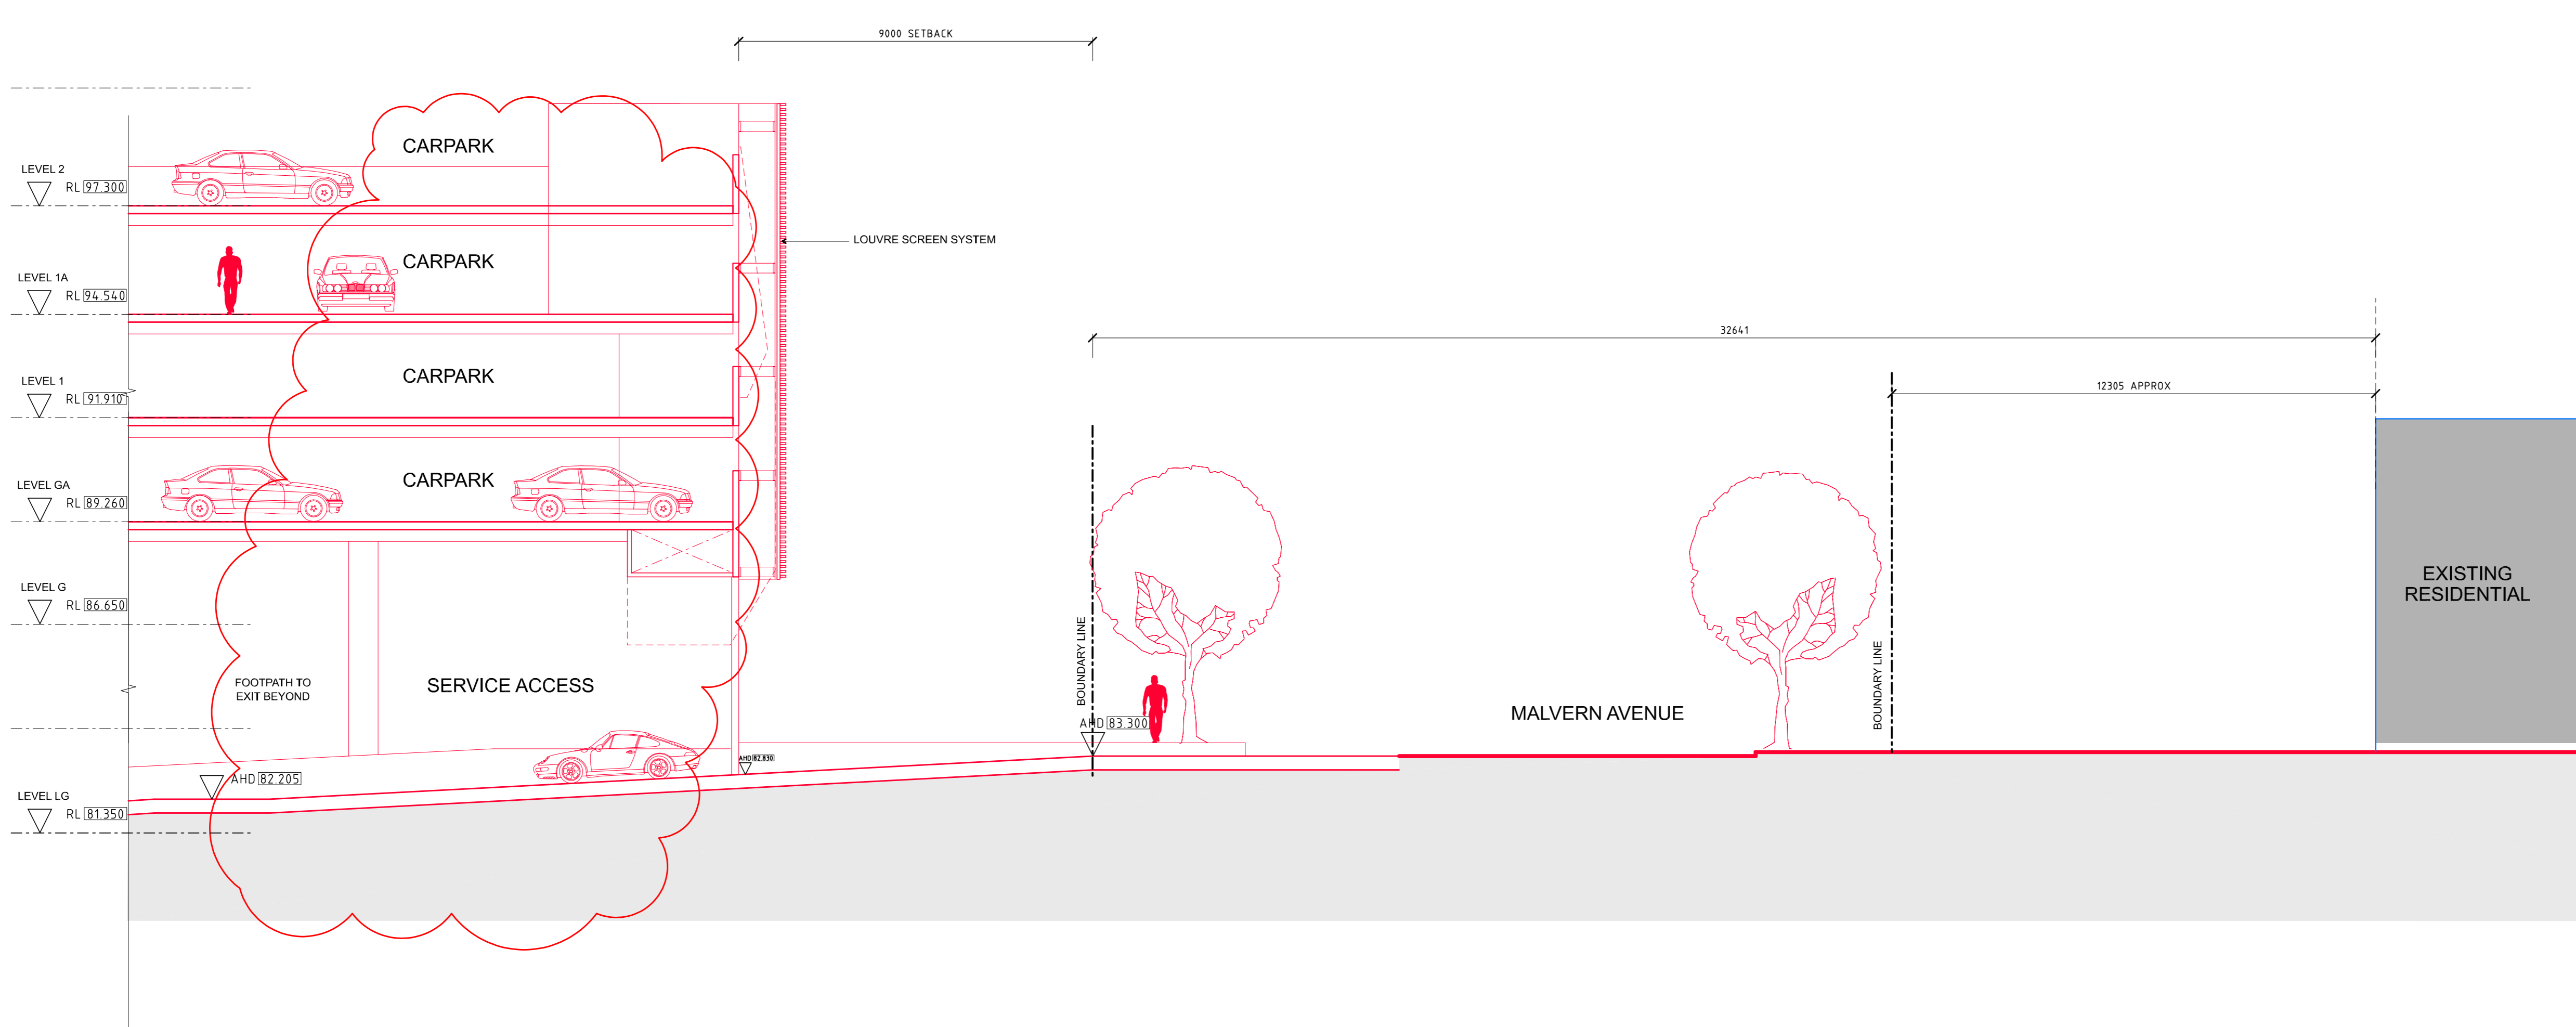 9000 SETBACK
CARPARK
LEVEL 2
RL 97.300
LOUVRE SCREEN SYSTEM
CARPARK
LEVEL 1A
RL 94.540
32641
CARPARK
LEVEL 1
RL 91.910
12305 APPROX
CARPARK
LEVEL GA
RL 89.260
EXISTING
RESIDENTIAL
LEVEL G
RL 86.650
BOUNDARY LINE
BOUNDARY LINE
FOOTPATH TO
EXIT BEYOND
SERVICE ACCESS
MALVERN AVENUE
AHD 83.300
AHD 82.830
AHD 82.205
LEVEL LG
RL 81.350